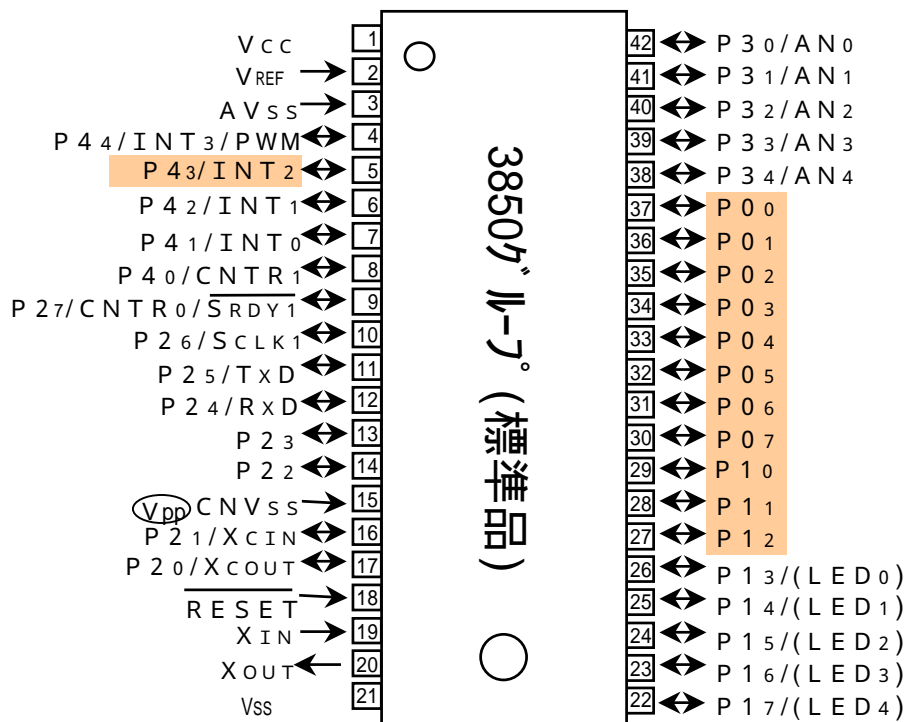 VCC 1
VREF 2
AVSS 3
P44/INT3/PWM 4
P43/INT2 5
P42/INT1 6
P41/INT0 7
P40/CNTR1 8
P27/CNTR0/SRDY1 9
P26/SCLK1 10
P25/TXD 11
P24/RXD 12
P23 13
P22 14
Vpp CNVSS 15
P21/XCIN 16
P20/XCOUT 17
RESET 18
XIN 19
XOUT 20
Vss 21
3850グループ(標準品)
42 P30/AN0
41 P31/AN1
40 P32/AN2
39 P33/AN3
38 P34/AN4
37 P00
36 P01
35 P02
34 P03
33 P04
32 P05
31 P06
30 P07
29 P10
28 P11
27 P12
26 P13/(LED0)
25 P14/(LED1)
24 P15/(LED2)
23 P16/(LED3)
22 P17/(LED4)